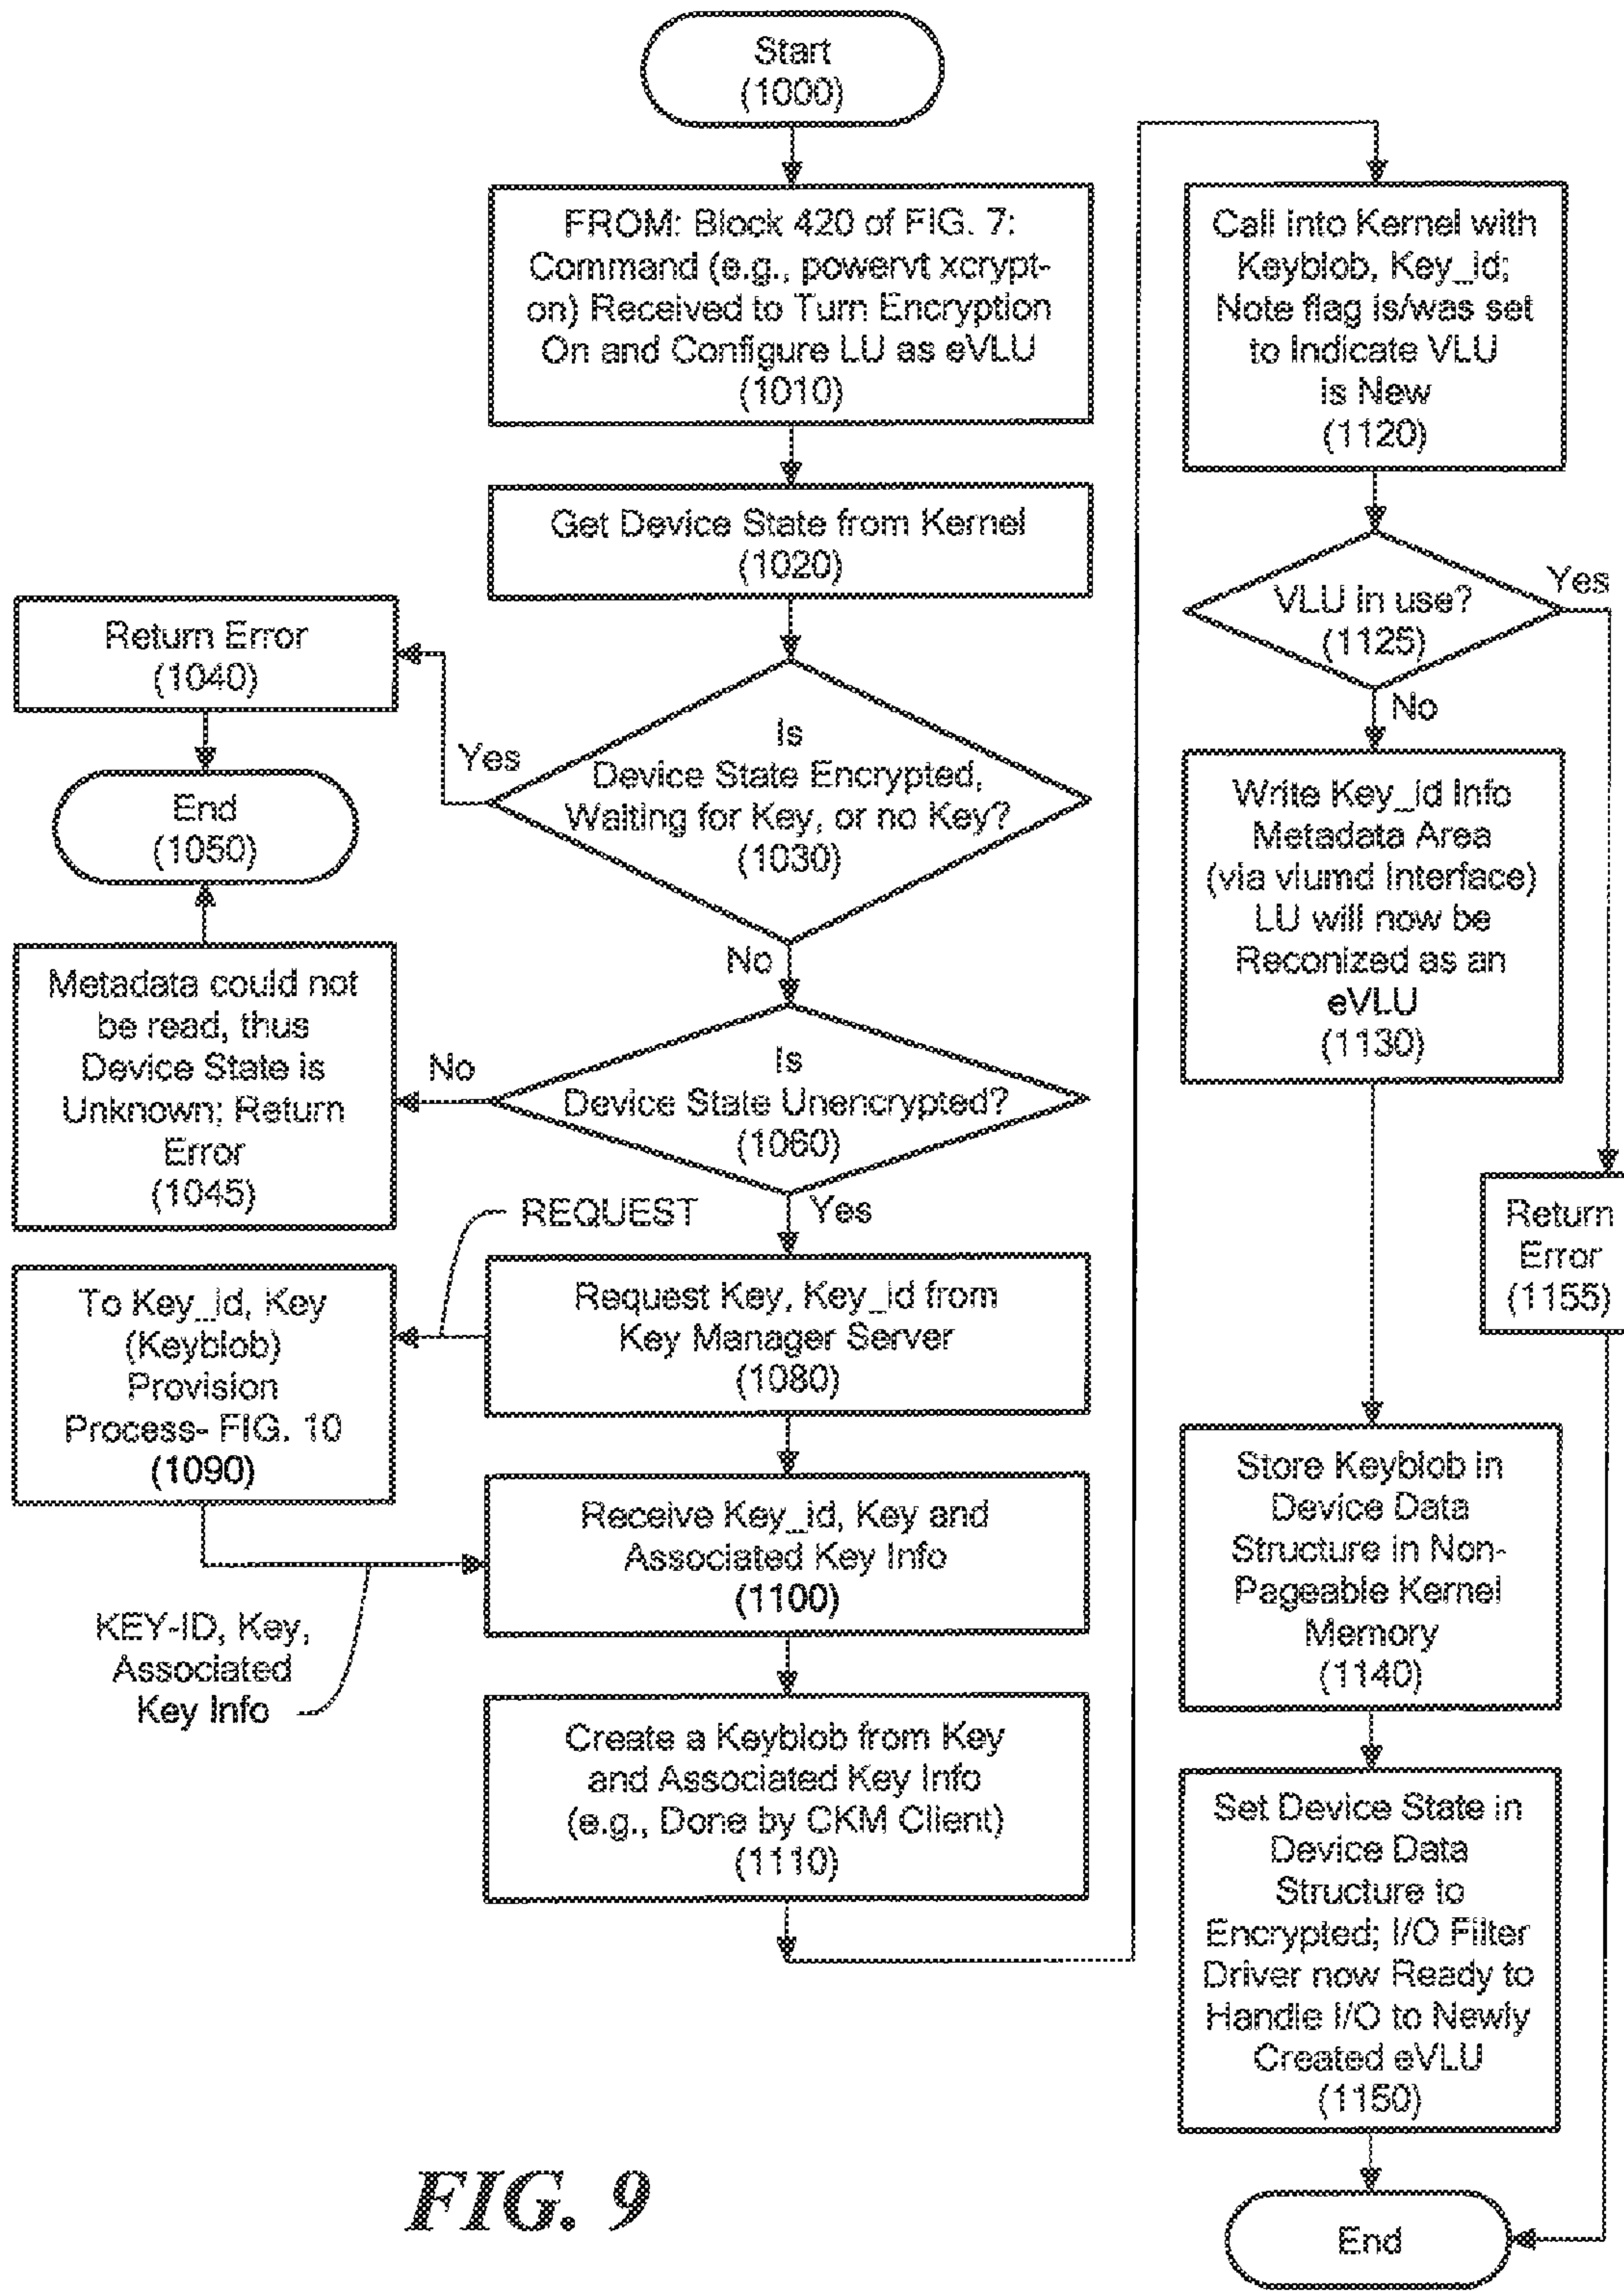 Start
(1000)
FROM: Block 420 of FIG. 7:
Command (e.g., powervt xcrypt-
on) Received to Turn Encryption
On and Configure LU as eVLU
(1010)
Get Device State from Kernel
(1020)
Is
Device State Encrypted,
Waiting for Key, or no Key?
(1030)
Yes
No
Return Error
(1040)
End
(1050)
Metadata could not
be read, thus
Device State is
Unknown; Return
Error
(1045)
Is
Device State Unencrypted?
(1060)
No
Yes
REQUEST
Request Key, Key_id from
Key Manager Server
(1080)
To Key_id, Key
(Keyblob)
Provision
Process- FIG. 10
(1090)
Receive Key_id, Key and
Associated Key Info
(1100)
KEY-ID, Key,
Associated
Key Info
Create a Keyblob from Key
and Associated Key Info
(e.g., Done by CKM Client)
(1110)
Call into Kernel with
Keyblob, Key_id;
Note flag is/was set
to Indicate VLU
is New
(1120)
VLU in use?
(1125)
Yes
No
Write Key_id Info
Metadata Area
(via vlumd Interface)
LU will now be
Reconized as an
eVLU
(1130)
Return
Error
(1155)
Store Keyblob in
Device Data
Structure in Non-
Pageable Kernel
Memory
(1140)
Set Device State in
Device Data
Structure to
Encrypted; I/O Filter
Driver now Ready to
Handle I/O to Newly
Created eVLU
(1150)
End
FIG. 9